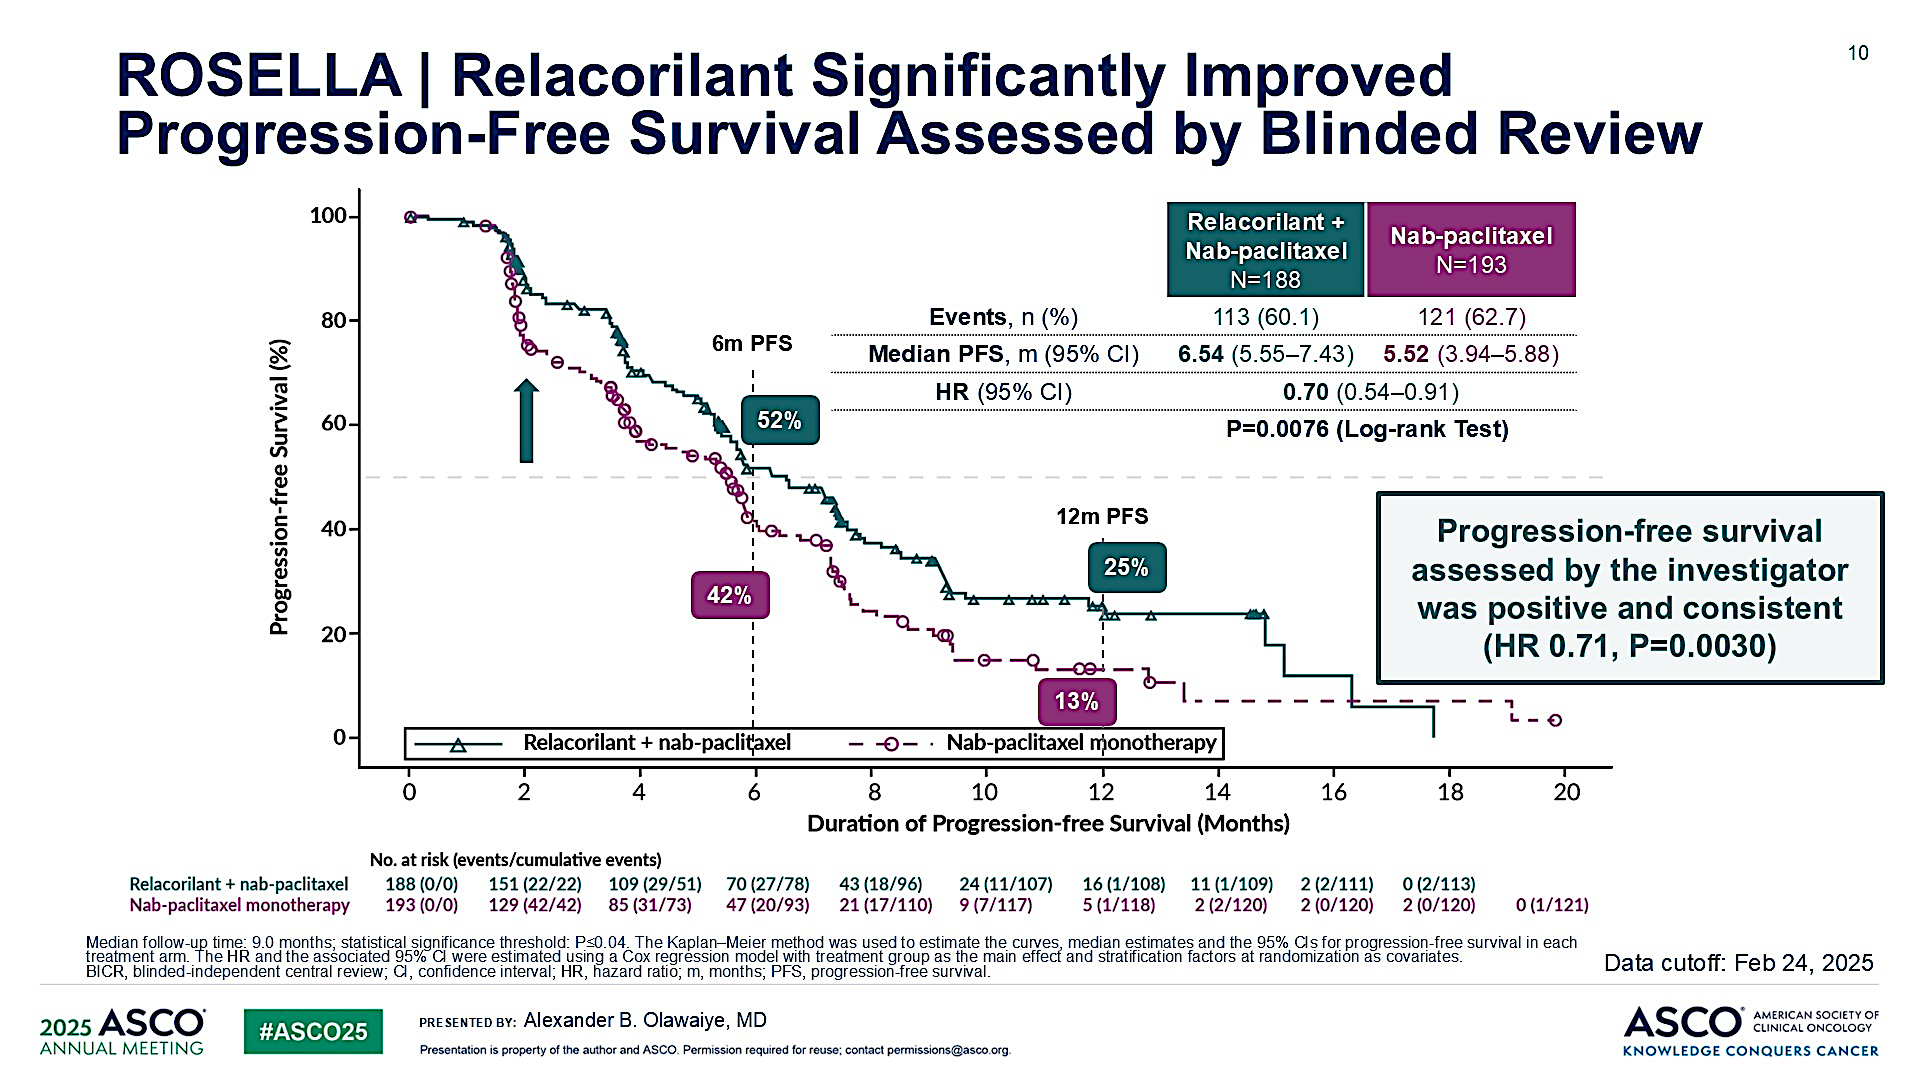 10
ROSELLA | Relacorilant Significantly Improved
Progression-Free Survival Assessed by Blinded Review
Progression-free Survival (%)
100
80
60
40
20
0
6m PFS
52%
42%
12m PFS
25%
13%
Relacorilant +
Nab-paclitaxel
N=188
Nab-paclitaxel
N=193
Events, n (%) 113 (60.1) 121 (62.7)
Median PFS, m (95% CI) 6.54 (5.55–7.43) 5.52 (3.94–5.88)
HR (95% CI) 0.70 (0.54–0.91)
P=0.0076 (Log-rank Test)
Progression-free survival
assessed by the investigator
was positive and consistent
(HR 0.71, P=0.0030)
Relacorilant + nab-paclitaxel Nab-paclitaxel monotherapy
0 2 4 6 8 10 12 14 16 18 20
Duration of Progression-free Survival (Months)
No. at risk (events/cumulative events)
Relacorilant + nab-paclitaxel 188 (0/0) 151 (22/22) 109 (29/51) 70 (27/78) 43 (18/96) 24 (11/107) 16 (1/108) 11 (1/109) 2 (2/111) 0 (2/113)
Nab-paclitaxel monotherapy 193 (0/0) 129 (42/42) 85 (31/73) 47 (20/93) 21 (17/110) 9 (7/117) 5 (1/118) 2 (2/120) 2 (0/120) 2 (0/120) 0 (1/121)
Median follow-up time: 9.0 months; statistical significance threshold: P≤0.04. The Kaplan–Meier method was used to estimate the curves, median estimates and the 95% CIs for progression-free survival in each
treatment arm. The HR and the associated 95% CI were estimated using a Cox regression model with treatment group as the main effect and stratification factors at randomization as covariates.
BICR, blinded-independent central review; CI, confidence interval; HR, hazard ratio; m, months; PFS, progression-free survival.
Data cutoff: Feb 24, 2025
2025 ASCO
ANNUAL MEETING
#ASCO25
PRESENTED BY: Alexander B. Olawaiye, MD
Presentation is property of the author and ASCO. Permission required for reuse; contact permissions@asco.org.
ASCO AMERICAN SOCIETY OF
CLINICAL ONCOLOGY
KNOWLEDGE CONQUERS CANCER